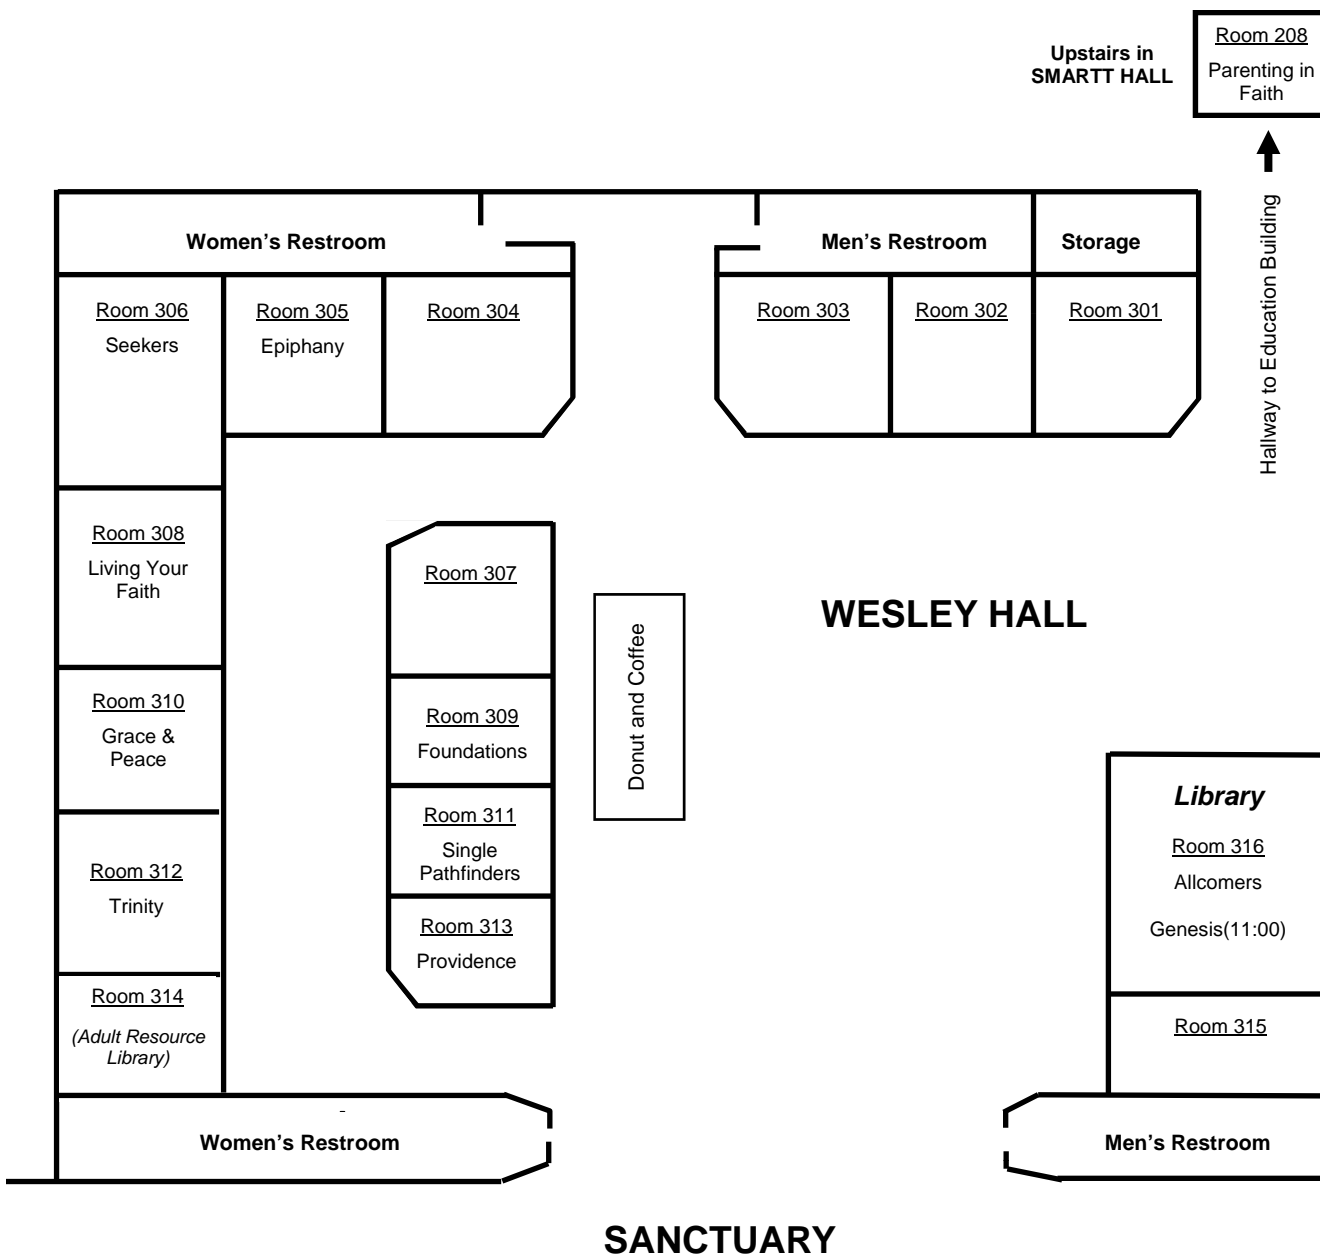 Room 208
Parenting in
Faith
Upstairs in
SMARTT HALL
Hallway to Education Building
Women’s Restroom
Men’s Restroom
Storage
Room 306
Seekers
Room 305
Epiphany
Room 304
Room 303
Room 302
Room 301
Room 308
Living Your
Faith
Room 307
Donut and Coffee
WESLEY HALL
Room 310
Grace &
Peace
Room 309
Foundations
Room 311
Single
Pathfinders
Room 312
Trinity
Room 313
Providence
Library
Room 316
Allcomers
Genesis(11:00)
Room 314
(Adult Resource
Library)
Room 315
Women’s Restroom
Men’s Restroom
SANCTUARY